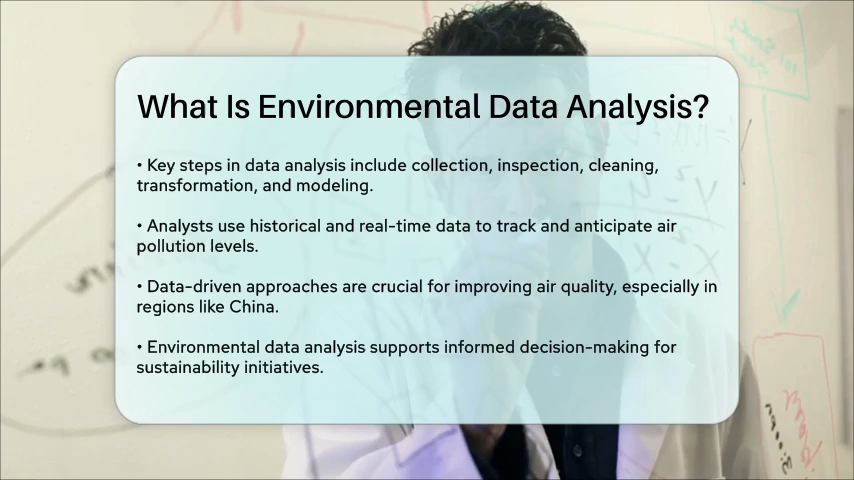 What Is Environmental Data Analysis?
• Key steps in data analysis include collection, inspection, cleaning,
transformation, and modeling.
• Analysts use historical and real-time data to track and anticipate air
pollution levels.
• Data-driven approaches are crucial for improving air quality, especially in
regions like China.
• Environmental data analysis supports informed decision-making for
sustainability initiatives.